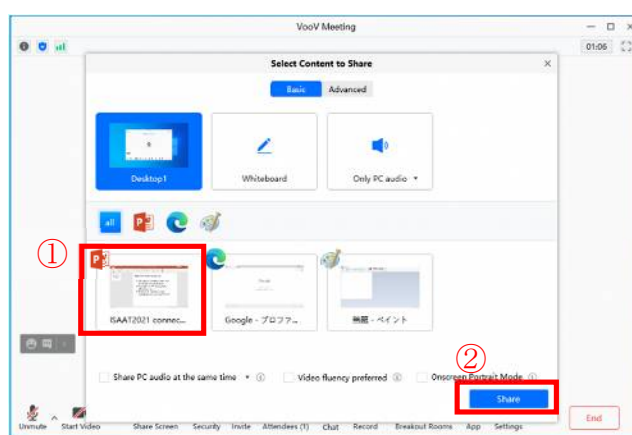 VooV Meeting
01:06
Select Content to Share
Basic Advanced
Desktop1 Whiteboard Only PC audio
all
①
ISAAT2021 connec... Google - プロファ... 無題 - ペイント
②
Share PC audio at the same time Video fluency preferred Onscreen Portrait Mode
Share
Unmute Start Video Share Screen Security Invite Attendees (1) Chat Record Breakout Rooms App Settings End